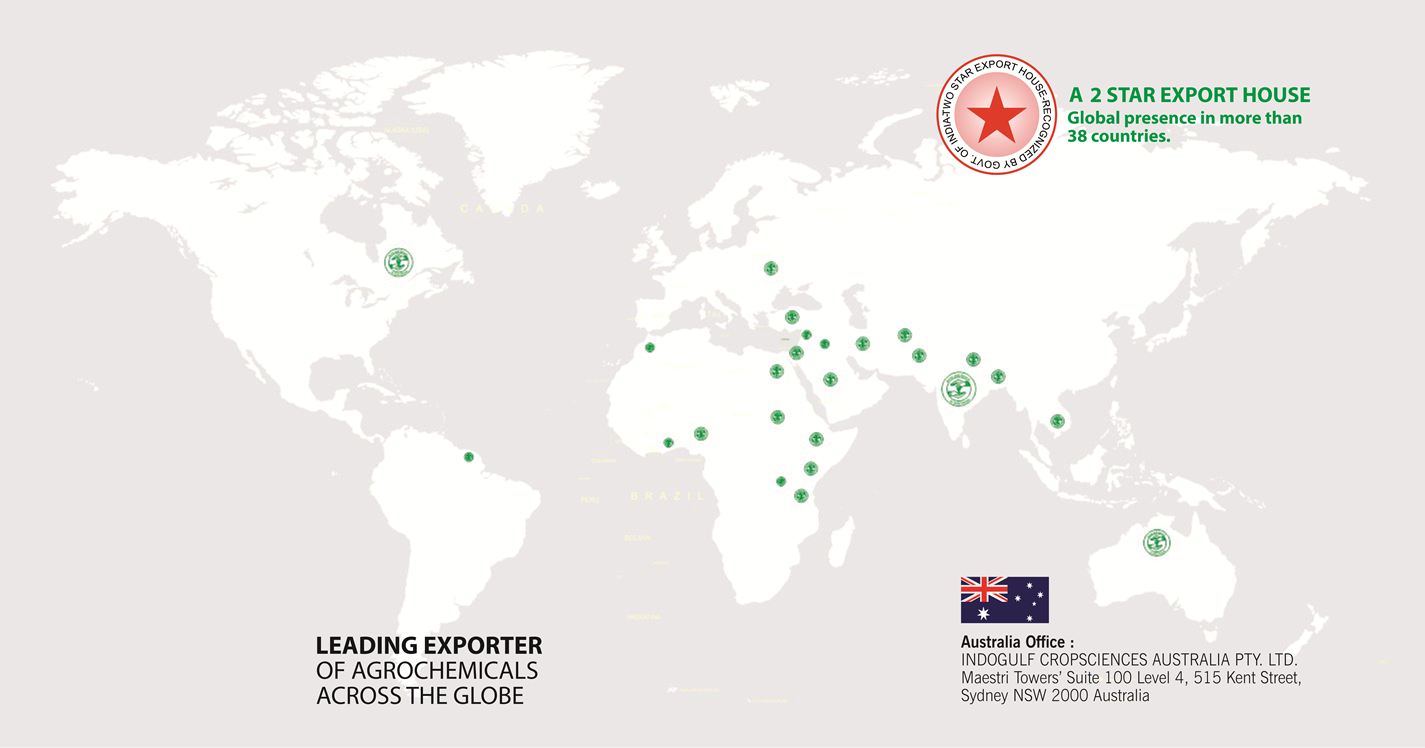 TWO STAR EXPORT HOUSE-RECOGNIZED BY GOVT. OF INDIA-
A 2 STAR EXPORT HOUSE
Global presence in more than
38 countries.
CANADA
BRAZIL
PERU
LEADING EXPORTER
OF AGROCHEMICALS
ACROSS THE GLOBE
Australia Office :
INDOGULF CROPSCIENCES AUSTRALIA PTY. LTD.
Maestri Towers’ Suite 100 Level 4, 515 Kent Street,
Sydney NSW 2000 Australia